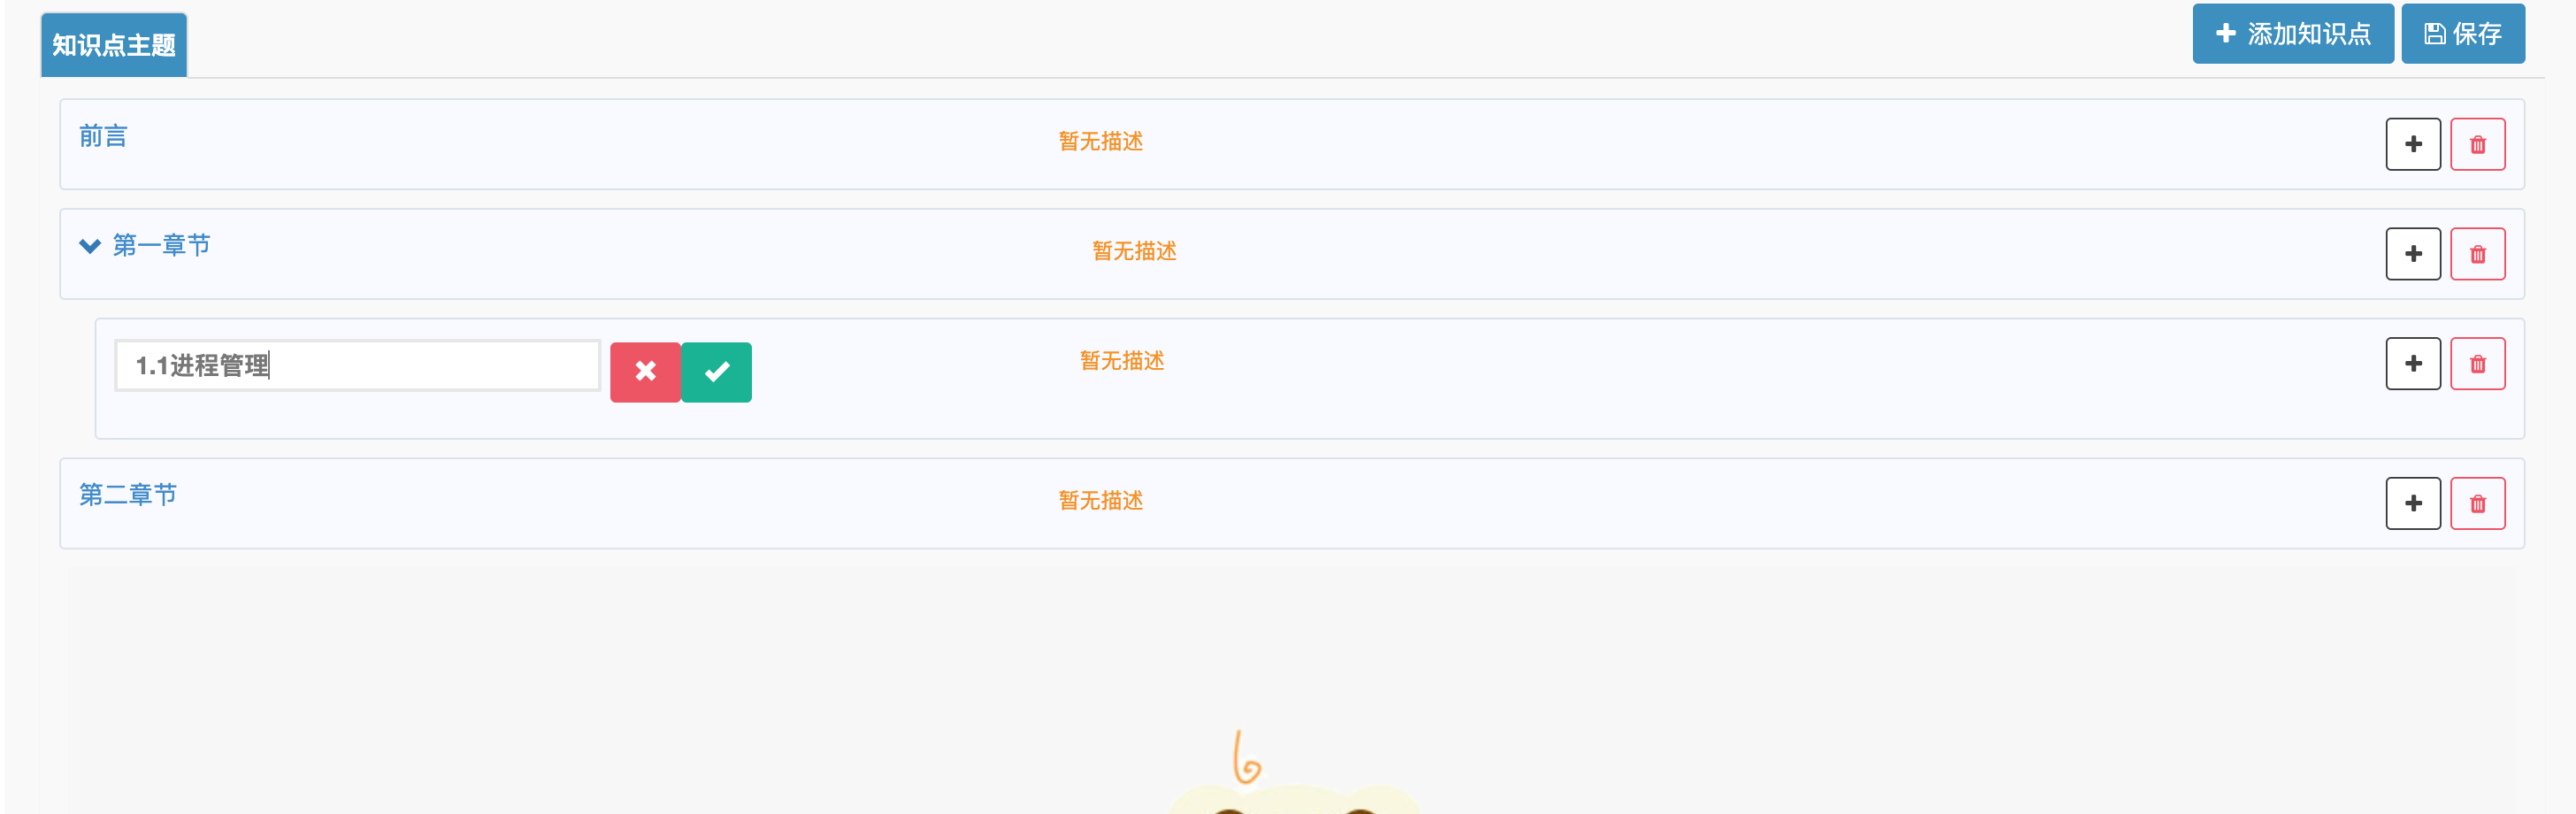 知识点主题
添加知识点
保存
前言
暂无描述
第一章节
暂无描述
1.1进程管理
暂无描述
第二章节
暂无描述